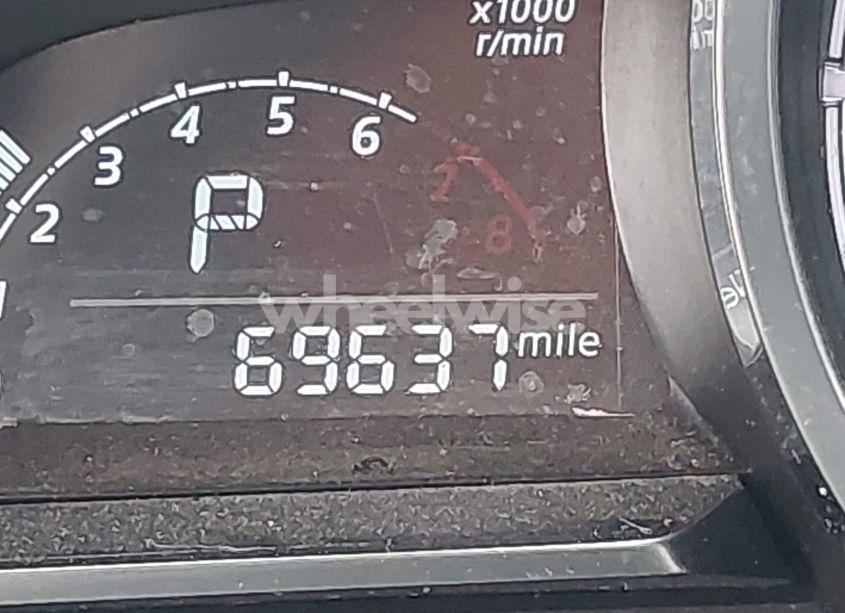 x1000
r/min
2 3 4 5 6 7 8
P
wheelwise
69637 mile